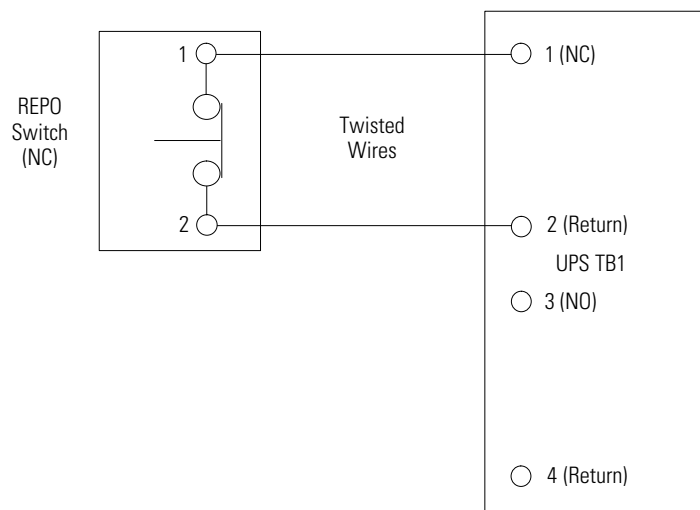 1
1 (NC)
REPO
Switch
(NC)
Twisted
Wires
2
2 (Return)
UPS TB1
3 (NO)
4 (Return)